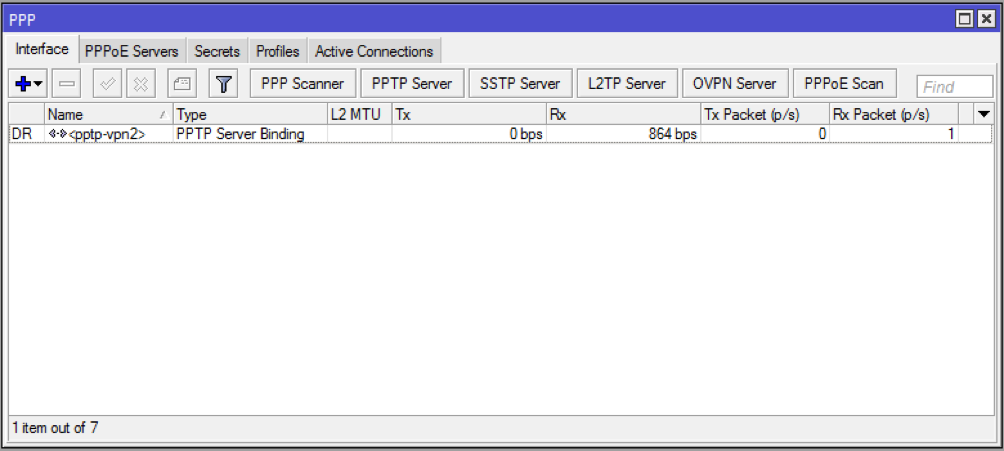 PPP
Interface PPPoE Servers Secrets Profiles Active Connections
PPP Scanner PPTP Server SSTP Server L2TP Server OVPN Server PPPoE Scan Find
Name Type L2 MTU Tx Rx Tx Packet (p/s) Rx Packet (p/s)
DR <pptp-vpn2> PPTP Server Binding 0 bps 864 bps 0 1
1 item out of 7